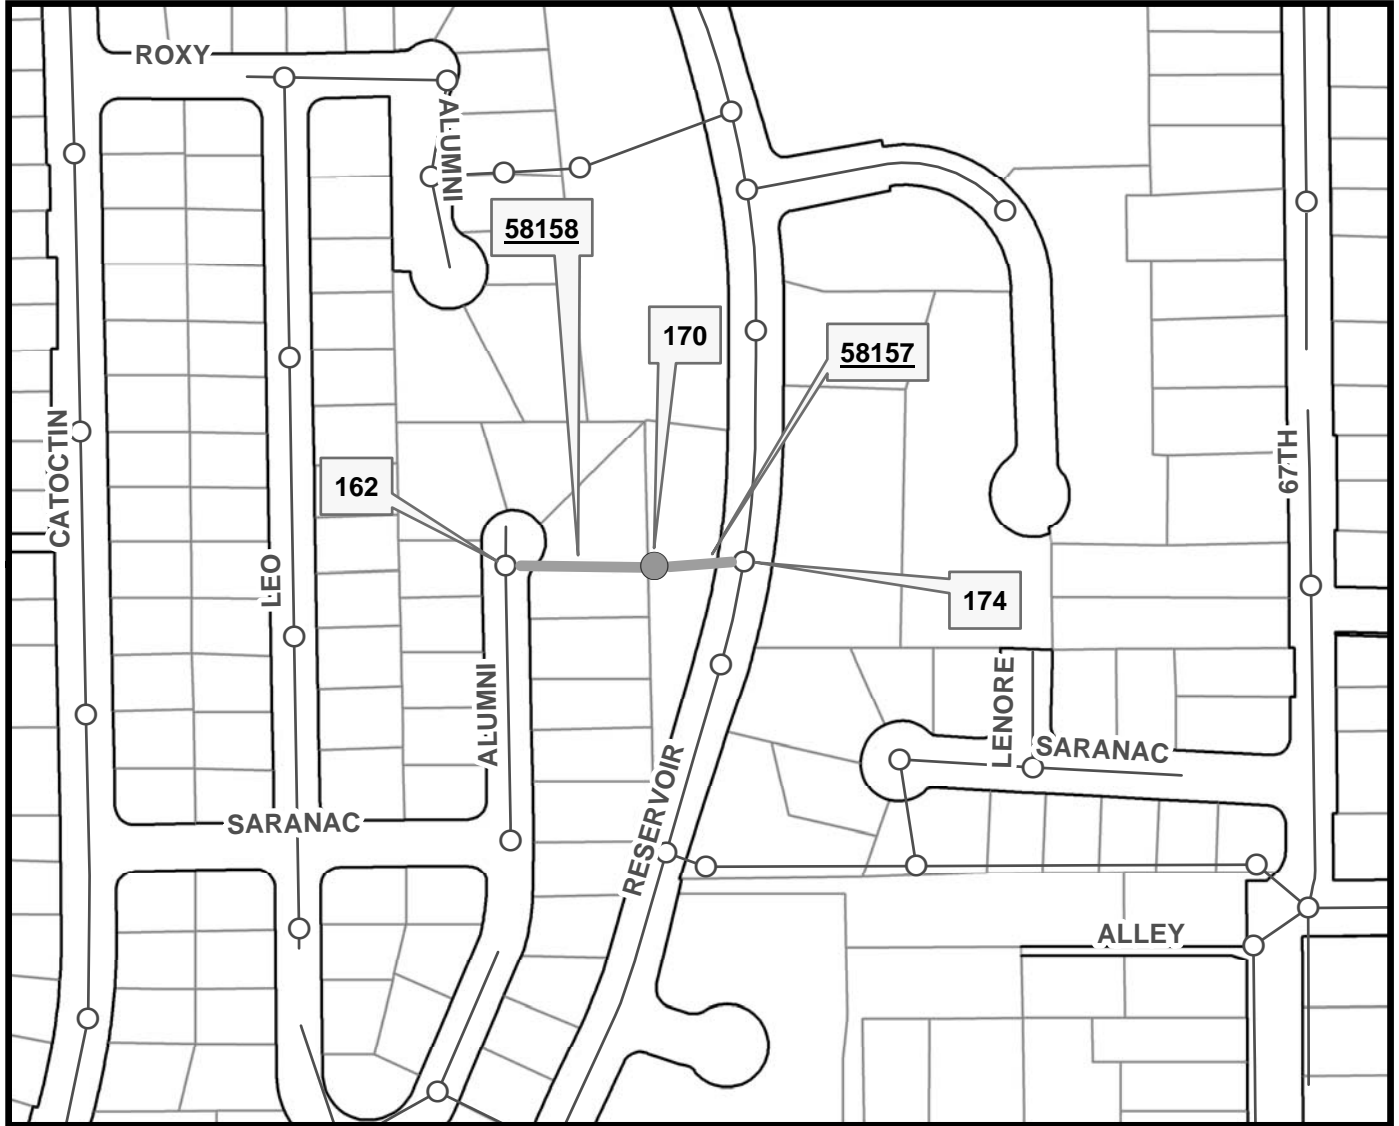 ROXY
ALUMNI
58158
170
58157
CATOCTIN
67TH
162
LEO
174
ALUMNI
LENORE
SARANAC
RESERVOIR
SARANAC
ALLEY